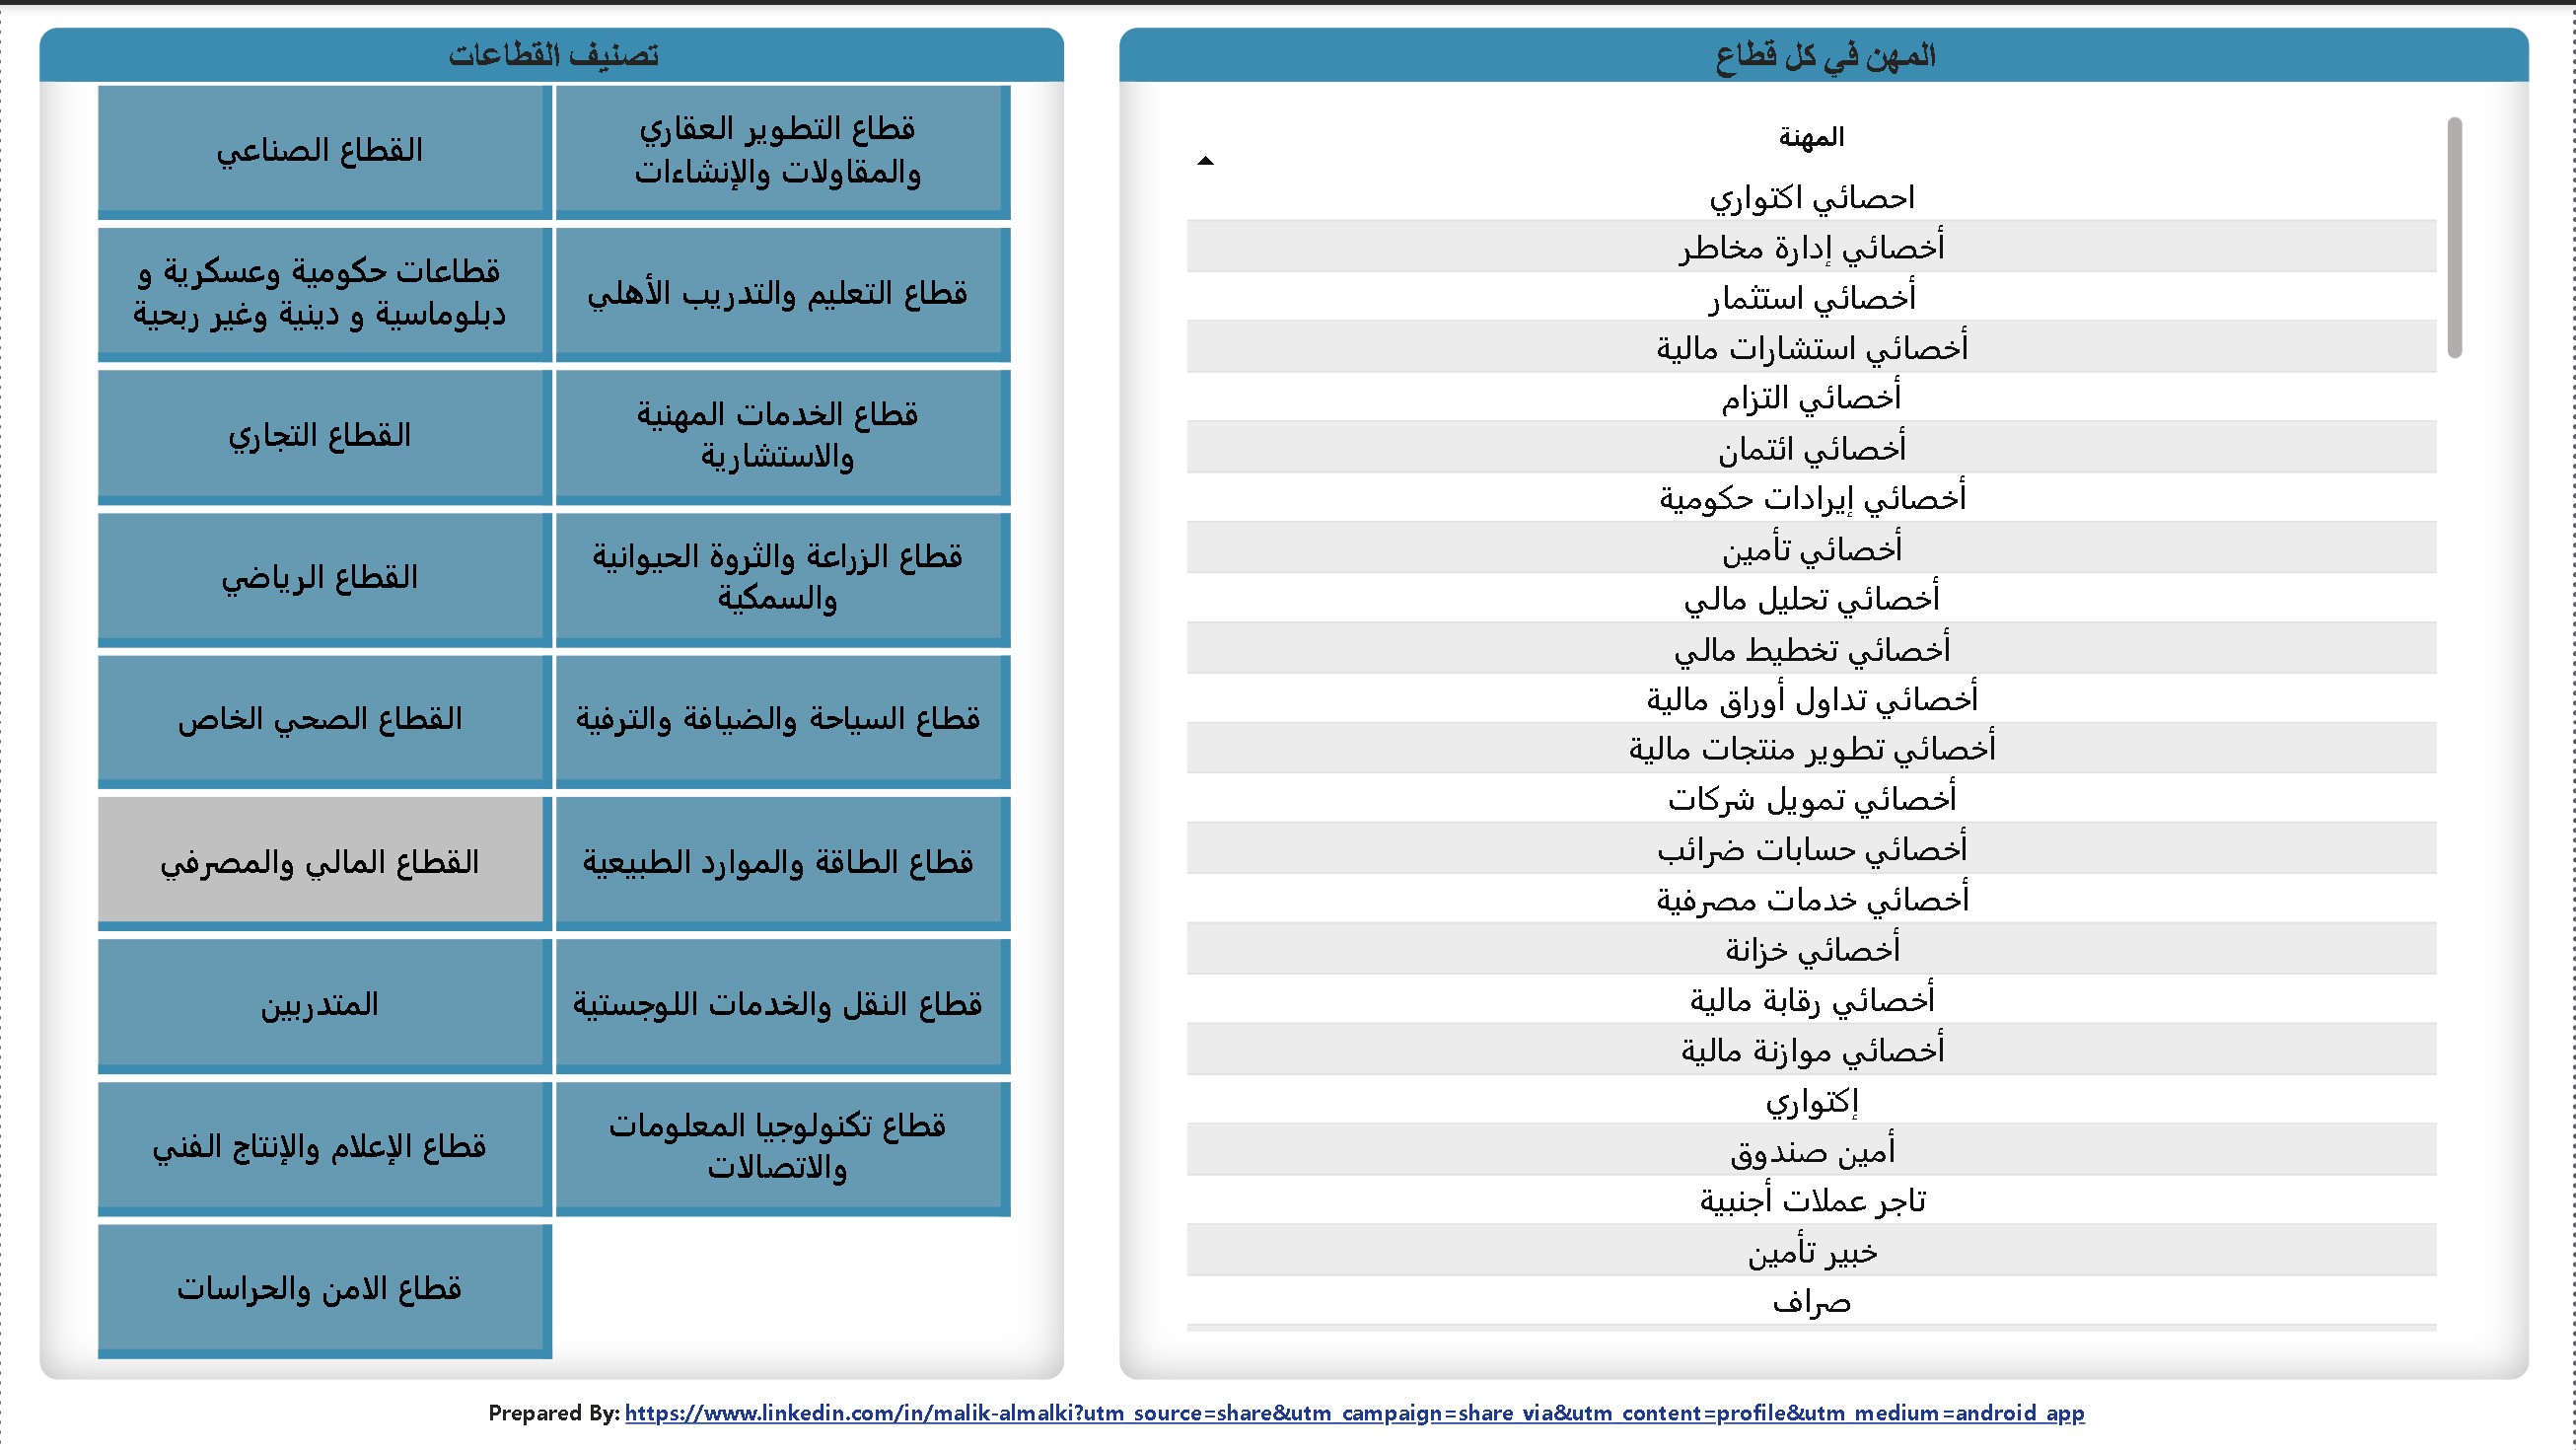 المهن في كل قطاع
المهنة
احصائي اكتواري
أخصائي إدارة مخاطر
أخصائي استثمار
أخصائي استشارات مالية
أخصائي التزام
أخصائي ائتمان
أخصائي إيرادات حكومية
أخصائي تأمين
أخصائي تحليل مالي
أخصائي تخطيط مالي
أخصائي تداول أوراق مالية
أخصائي تطوير منتجات مالية
أخصائي تمويل شركات
أخصائي حسابات ضرائب
أخصائي خدمات مصرفية
أخصائي خزانة
أخصائي رقابة مالية
أخصائي موازنة مالية
إكتواري
أمين صندوق
تاجر عملات أجنبية
خبير تأمين
صراف
تصنيف القطاعات
قطاع التطوير العقاري
والمقاولات والإنشاءات
القطاع الصناعي
قطاع التعليم والتدريب الأهلي
قطاعات حكومية وعسكرية و
دبلوماسية و دينية وغير ربحية
قطاع الخدمات المهنية
والاستشارية
القطاع التجاري
قطاع الزراعة والثروة الحيوانية
والسمكية
القطاع الرياضي
قطاع السياحة والضيافة والترفية
القطاع الصحي الخاص
قطاع الطاقة والموارد الطبيعية
القطاع المالي والمصرفي
قطاع النقل والخدمات اللوجستية
المتدربين
قطاع تكنولوجيا المعلومات
والاتصالات
قطاع الإعلام والإنتاج الفني
قطاع الامن والحراسات
Prepared By: https://www.linkedin.com/in/malik-almalki?utm_source=share&utm_campaign=share_via&utm_content=profile&utm_medium=android_app